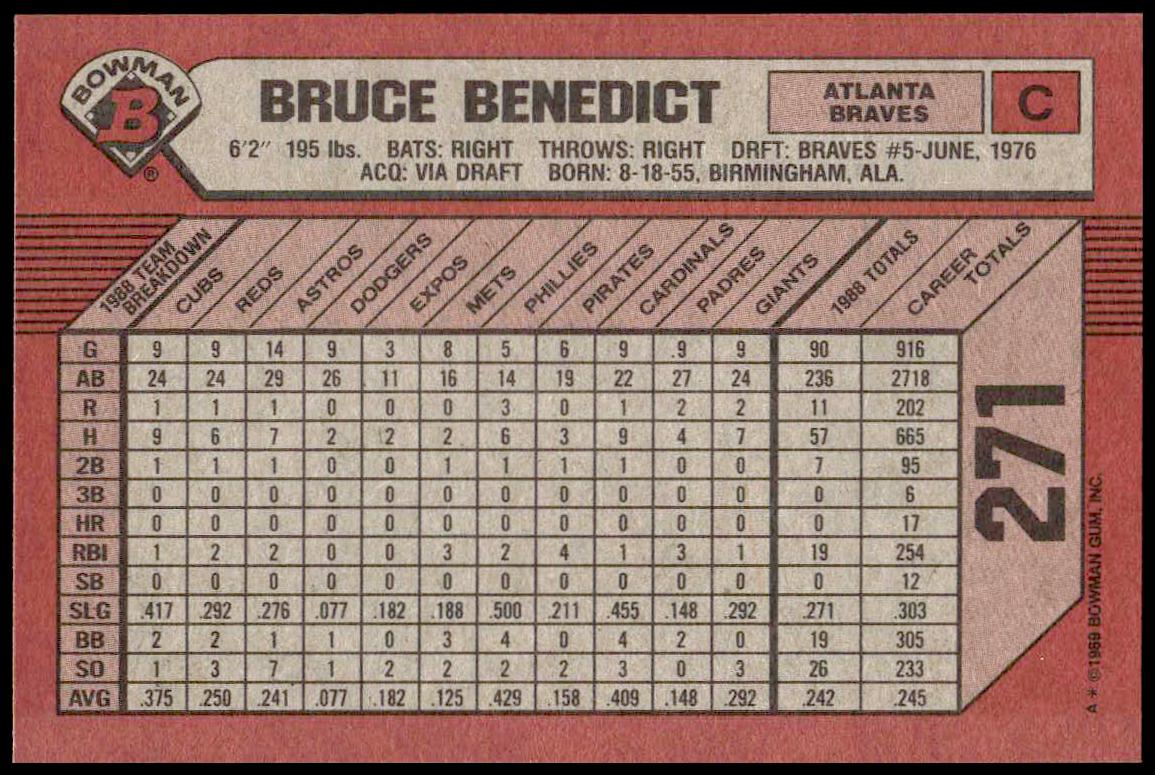 BOWMAN
B
®
BRUCE BENEDICT
ATLANTA
BRAVES
C
6'2" 195 lbs. BATS: RIGHT THROWS: RIGHT DRFT: BRAVES #5-JUNE, 1976
ACQ: VIA DRAFT BORN: 8-18-55, BIRMINGHAM, ALA.
1988 TEAM BREAKDOWN CUBS REDS ASTROS DODGERS EXPOS METS PHILLIES PIRATES CARDINALS PADRES GIANTS 1988 TOTALS CAREER TOTALS
G 9 9 14 9 3 8 5 6 9 .9 9 90 916
AB 24 24 29 26 11 16 14 19 22 27 24 236 2718
R 1 1 1 0 0 0 3 0 1 2 2 11 202
H 9 6 7 2 2 2 6 3 9 4 7 57 665
2B 1 1 1 0 0 1 1 1 1 0 0 7 95
3B 0 0 0 0 0 0 0 0 0 0 0 0 6
HR 0 0 0 0 0 0 0 0 0 0 0 0 17
RBI 1 2 2 0 0 3 2 4 1 3 1 19 254
SB 0 0 0 0 0 0 0 0 0 0 0 0 12
SLG .417 .292 .276 .077 .182 .188 .500 .211 .455 .148 .292 .271 .303
BB 2 2 1 1 0 3 4 0 4 2 0 19 305
SO 1 3 7 1 2 2 2 2 3 0 3 26 233
AVG .375 .250 .241 .077 .182 .125 .429 .158 .409 .148 .292 .242 .245
271
A * ©1989 BOWMAN GUM, INC.